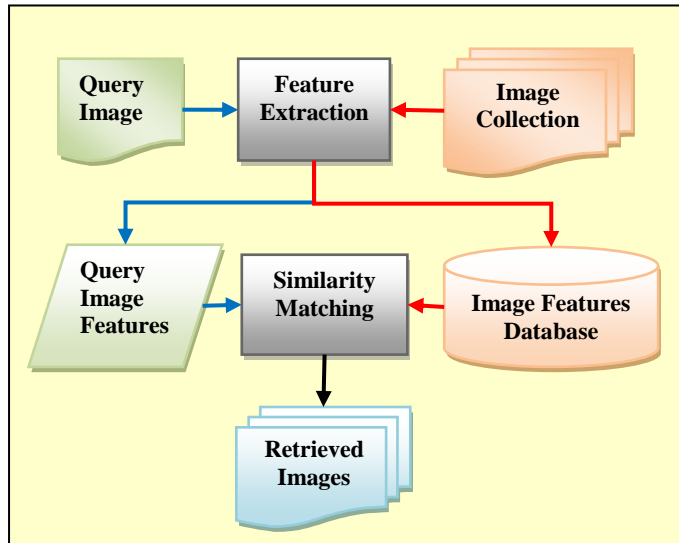 Query
Image
Feature
Extraction
Image
Collection
Query
Image
Features
Similarity
Matching
Image Features
Database
Retrieved
Images